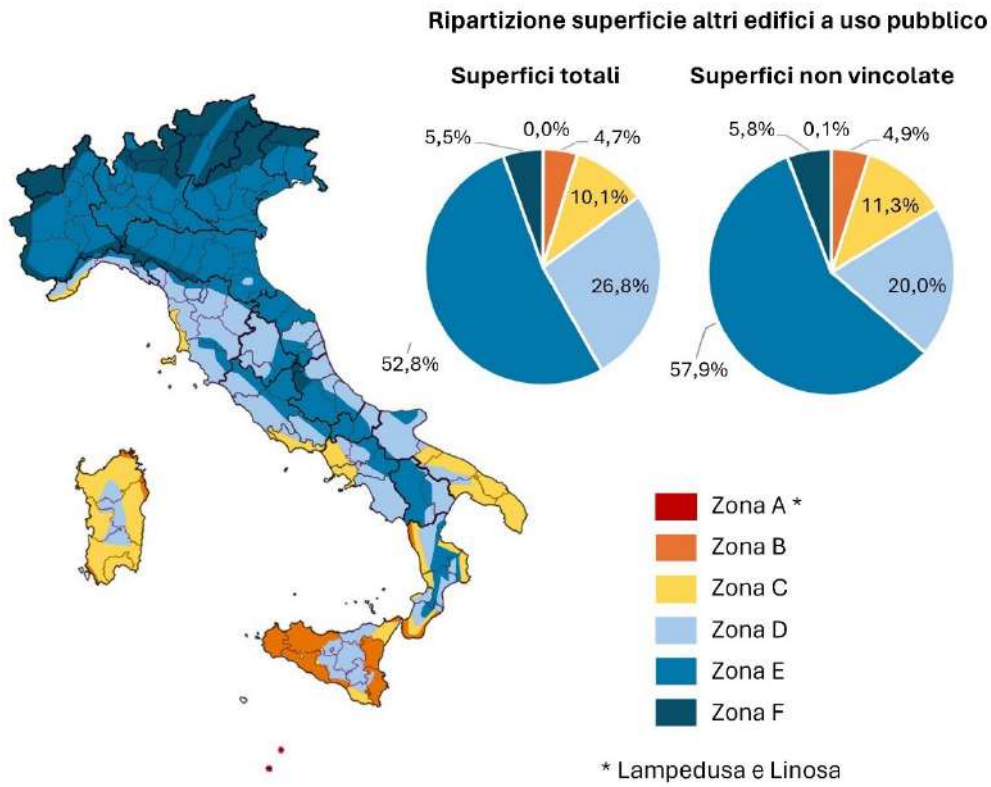 Ripartizione superficie altri edifici a uso pubblico
Superfici totali
Superfici non vincolate
5,5%
0,0%
4,7%
10,1%
26,8%
52,8%
5,8%
0,1%
4,9%
11,3%
20,0%
57,9%
Zona A *
Zona B
Zona C
Zona D
Zona E
Zona F
* Lampedusa e Linosa